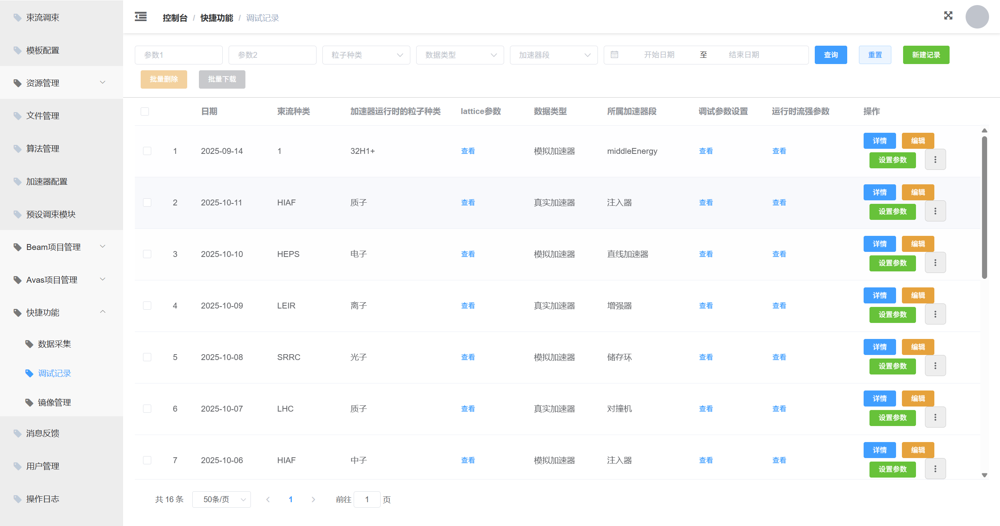 束流调束
模板配置
资源管理
文件管理
算法管理
加速器配置
预设调束模块
Beam项目管理
Avas项目管理
快捷功能
数据采集
调试记录
镜像管理
消息反馈
用户管理
操作日志
控制台 / 快捷功能 / 调试记录
参数1 参数2 粒子种类 数据类型 加速器段 开始日期 至 结束日期 查询 重置 新建记录
批量删除 批量下载
日期 束流种类 加速器运行时的粒子种类 lattice参数 数据类型 所属加速器段 调试参数设置 运行时流强参数 操作
1 2025-09-14 1 32H1+ 查看 模拟加速器 middleEnergy 查看 查看 详情 编辑
设置参数
2 2025-10-11 HIAF 质子 查看 真实加速器 注入器 查看 查看 详情 编辑
设置参数
3 2025-10-10 HEPS 电子 查看 模拟加速器 直线加速器 查看 查看 详情 编辑
设置参数
4 2025-10-09 LEIR 离子 查看 真实加速器 增强器 查看 查看 详情 编辑
设置参数
5 2025-10-08 SRRC 光子 查看 模拟加速器 储存环 查看 查看 详情 编辑
设置参数
6 2025-10-07 LHC 质子 查看 真实加速器 对撞机 查看 查看 详情 编辑
设置参数
7 2025-10-06 HIAF 中子 查看 模拟加速器 注入器 查看 查看 详情 编辑
设置参数
共 16 条 50条/页 1 前往 1 页